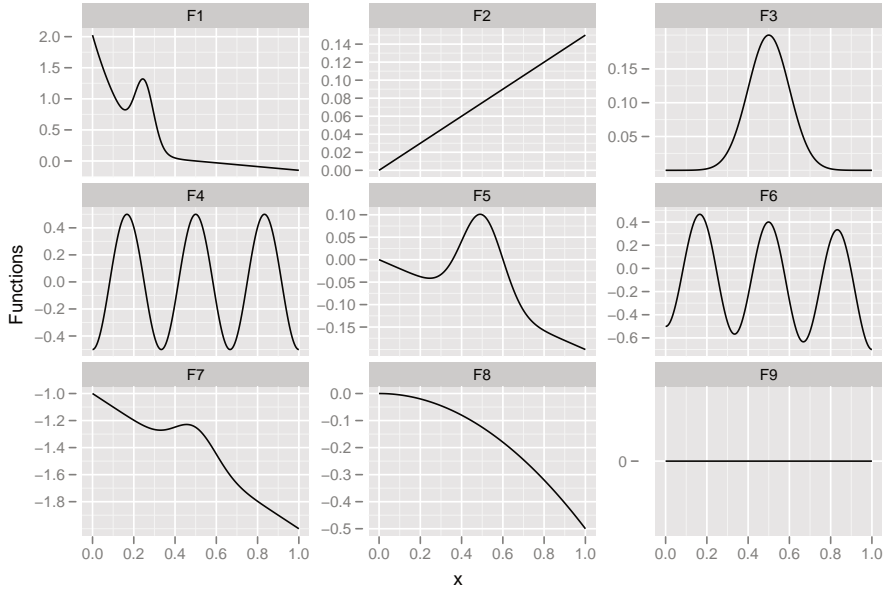 F1 F2 F3
2.0 1.5 1.0 0.5 0.0
0.14 0.12 0.10 0.08 0.06 0.04 0.02 0.00
0.15 0.10 0.05
F4 F5 F6
0.4 0.2 0.0 −0.2 −0.4
0.10 0.05 0.00 −0.05 −0.10 −0.15
0.4 0.2 0.0 −0.2 −0.4 −0.6
Functions
F7 F8 F9
−1.0 −1.2 −1.4 −1.6 −1.8
0.0 −0.1 −0.2 −0.3 −0.4 −0.5
0
0.0 0.2 0.4 0.6 0.8 1.0 0.0 0.2 0.4 0.6 0.8 1.0 0.0 0.2 0.4 0.6 0.8 1.0
x